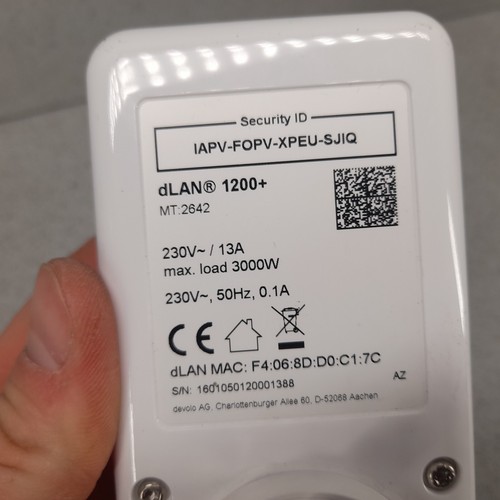 Security ID
IAPV-FOPV-XPEU-SJIQ
dLAN® 1200+
MT:2642
230V~ / 13A
max. load 3000W
230V~, 50Hz, 0.1A
CE
dLAN MAC: F4:06:8D:D0:C1:7C
S/N: 1601050120001388
AZ
devolo AG, Charlottenburger Allee 60, D-52068 Aachen